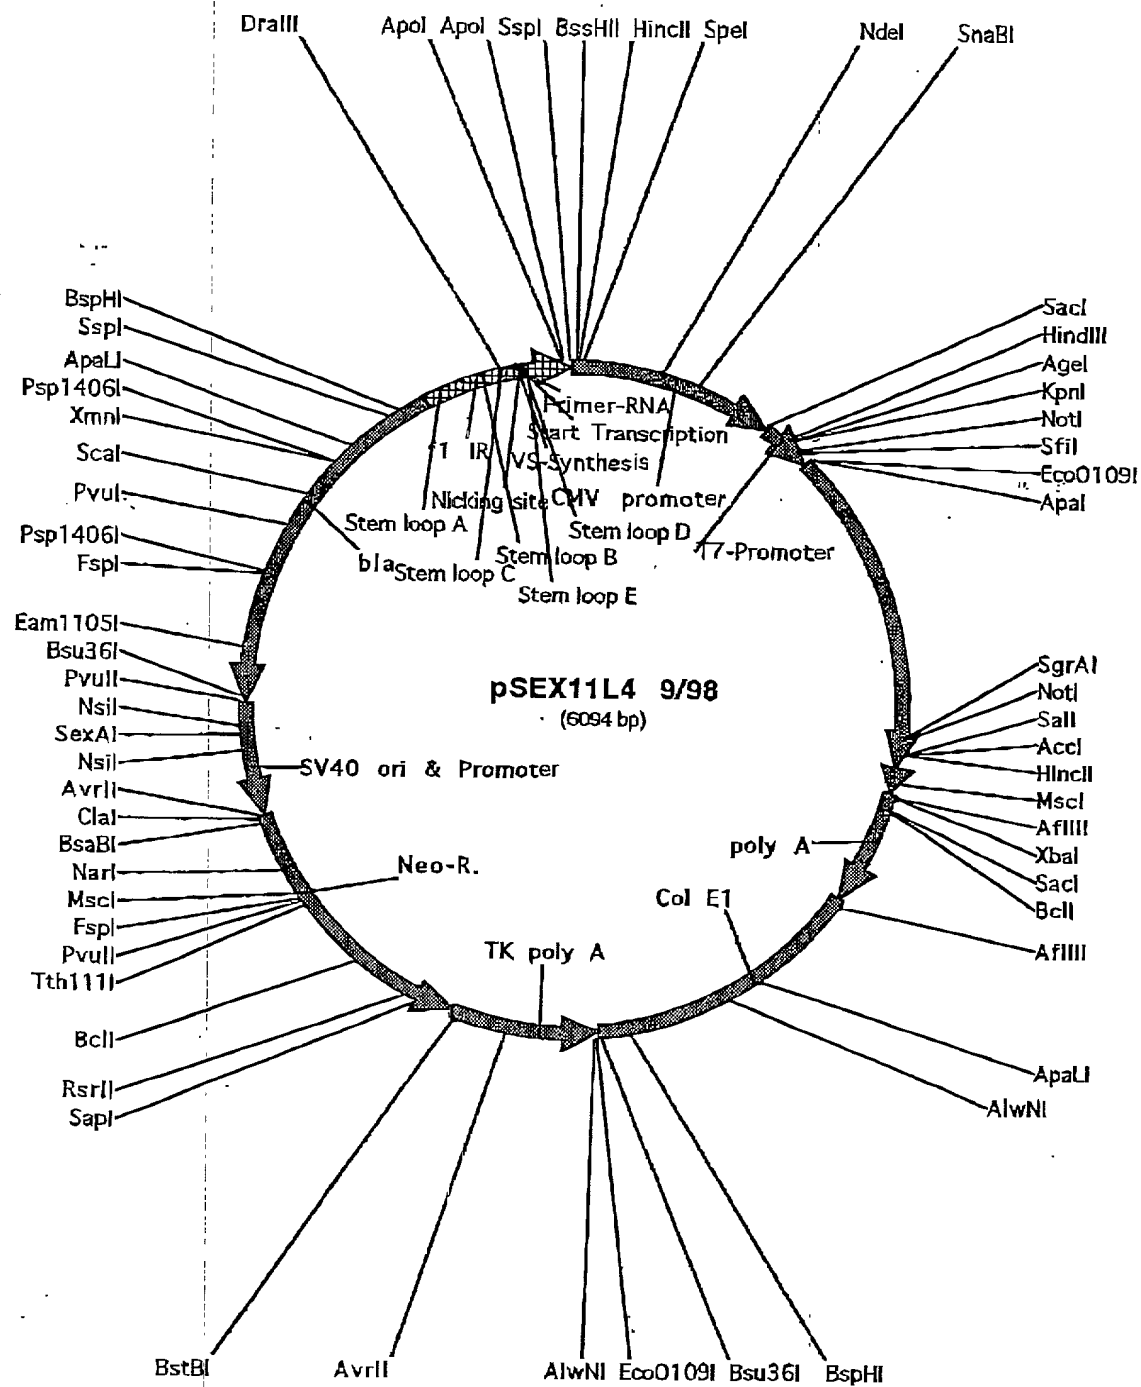 DraIII ApoI ApoI SspI BssHII HincII SpeI NdeI SnaBI
BspHI
SspI
ApaLI
Psp1406I
XmnI
ScaI
PvuI
Psp1406I
FspI
Eam1105I
Bsu36I
PvuII
NsiI
SexAI
NsiI
AvrII
ClaI
BsaBI
NarI
MscI
FspI
PvuII
Tth111I
BclI
RsrII
SapI
SacI
HindIII
AgeI
KpnI
NotI
SfiI
EcoO109I
ApaI
Primer-RNA
Start Transcription
f1 IR VS-Synthesis
Nicking site CMV promoter
Stem loop A Stem loop D
bla Stem loop C Stem loop B T7-Promoter
Stem loop E
pSEX11L4 9/98
(6094 bp)
SV40 ori & Promoter
Neo-R.
poly A
Col E1
TK poly A
SgrAI
NotI
SalI
AccI
HincII
MscI
AflIII
XbaI
SacI
BclI
AflIII
ApaLI
AlwNI
BstBI AvrII AlwNI EcoO109I Bsu36I BspHI